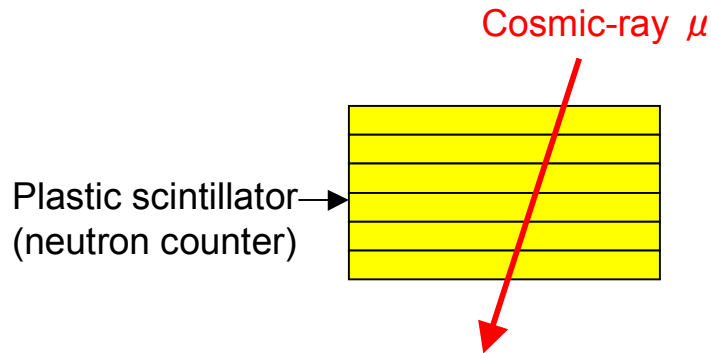 Cosmic-ray μ
Plastic scintillator
(neutron counter)